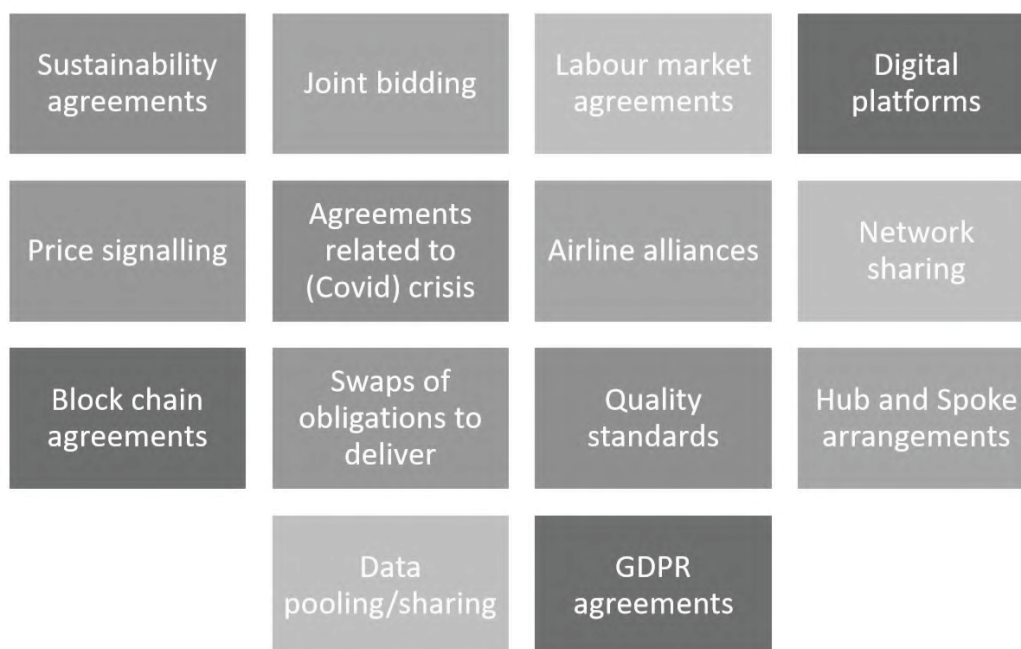 Sustainability
agreements
Joint bidding
Labour market
agreements
Digital
platforms
Price signalling
Agreements
related to
(Covid) crisis
Airline alliances
Network
sharing
Block chain
agreements
Swaps of
obligations to
deliver
Quality
standards
Hub and Spoke
arrangements
Data
pooling/sharing
GDPR
agreements